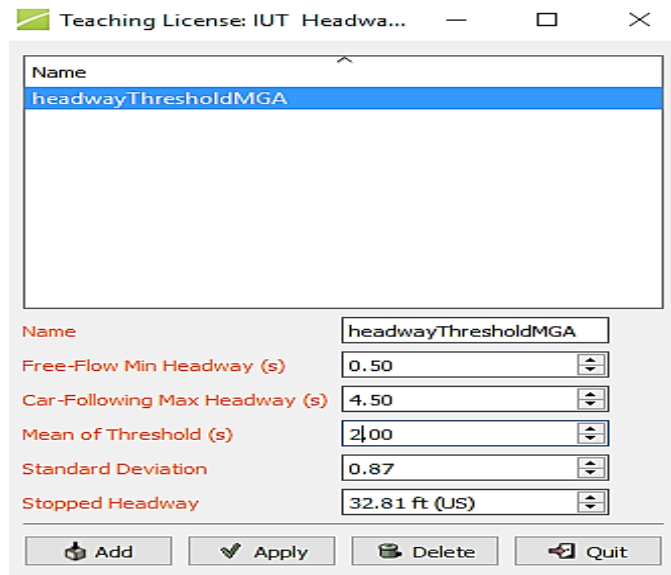 Teaching License: IUT Headwa...
Name
headwayThresholdMGA
Name headwayThresholdMGA
Free-Flow Min Headway (s) 0.50
Car-Following Max Headway (s) 4.50
Mean of Threshold (s) 2.00
Standard Deviation 0.87
Stopped Headway 32.81 ft (US)
Add Apply Delete Quit